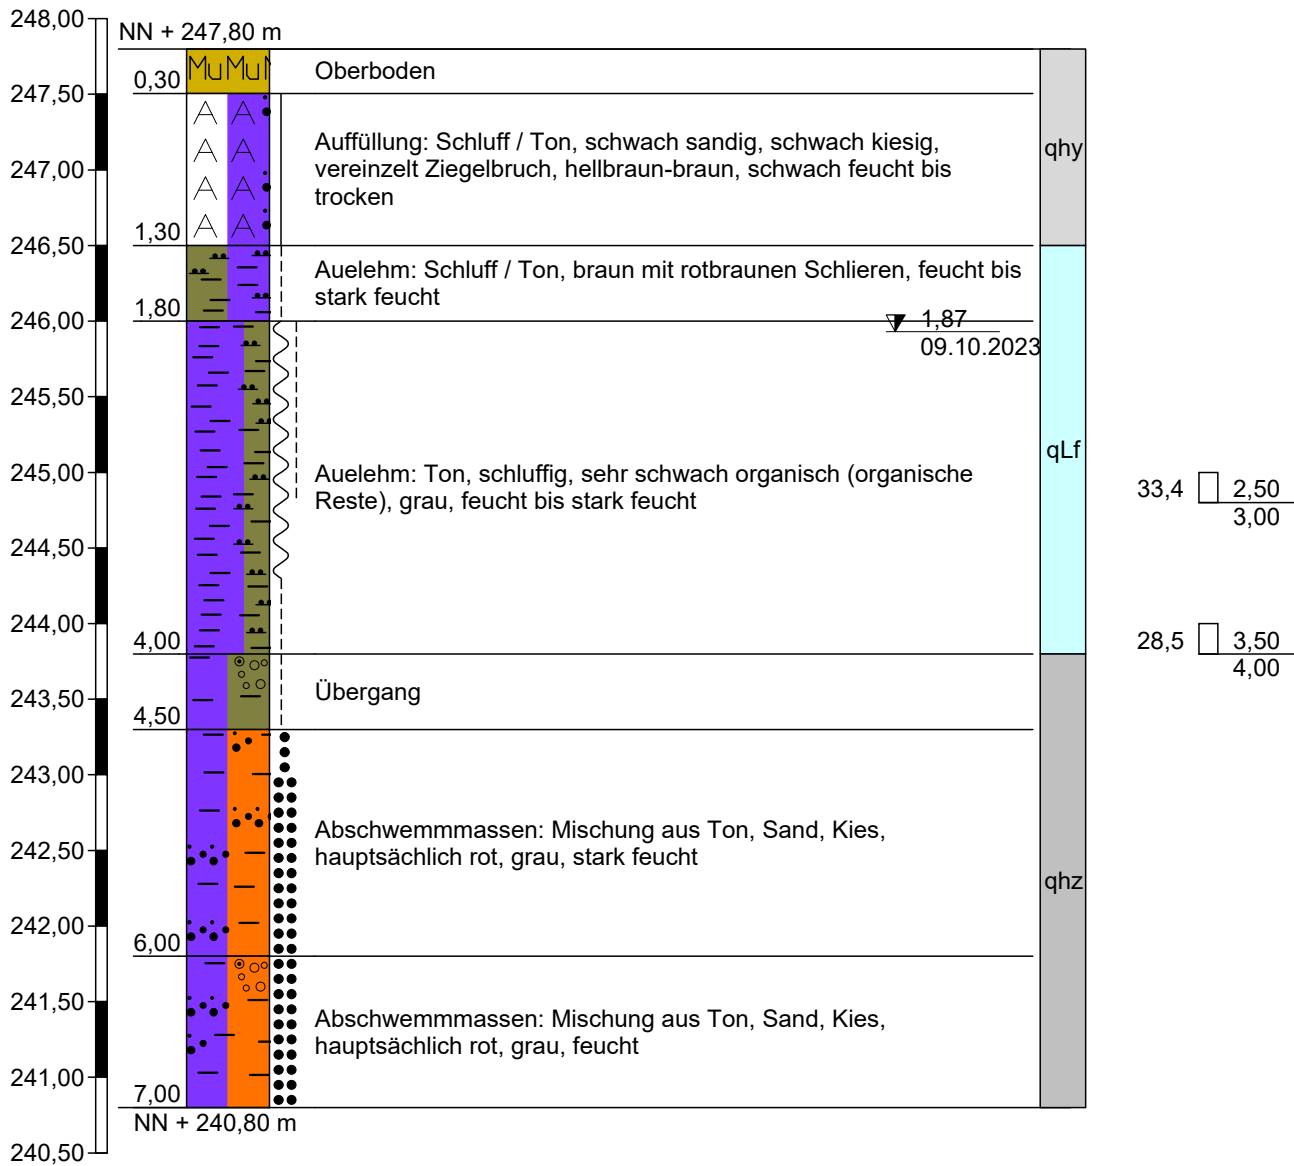 248,00
NN + 247,80 m
Mu Mu M
0,30
Oberboden
247,50
A A
Auffüllung: Schluff / Ton, schwach sandig, schwach kiesig,
A A
qhy
247,00
vereinzelt Ziegelbruch, hellbraun-braun, schwach feucht bis
A A
trocken
A A
1,30
246,50
Auelehm: Schluff / Ton, braun mit rotbraunen Schlieren, feucht bis
stark feucht
1,80
246,00
1,87
09.10.2023
245,50
qLf
245,00
Auelehm: Ton, schluffig, sehr schwach organisch (organische
Reste), grau, feucht bis stark feucht
33,4 2,50
3,00
244,50
244,00
4,00
28,5 3,50
4,00
Übergang
243,50
4,50
243,00
Abschwemmmassen: Mischung aus Ton, Sand, Kies,
242,50
hauptsächlich rot, grau, stark feucht
qhz
242,00
6,00
241,50
Abschwemmmassen: Mischung aus Ton, Sand, Kies,
hauptsächlich rot, grau, feucht
241,00
7,00
NN + 240,80 m
240,50